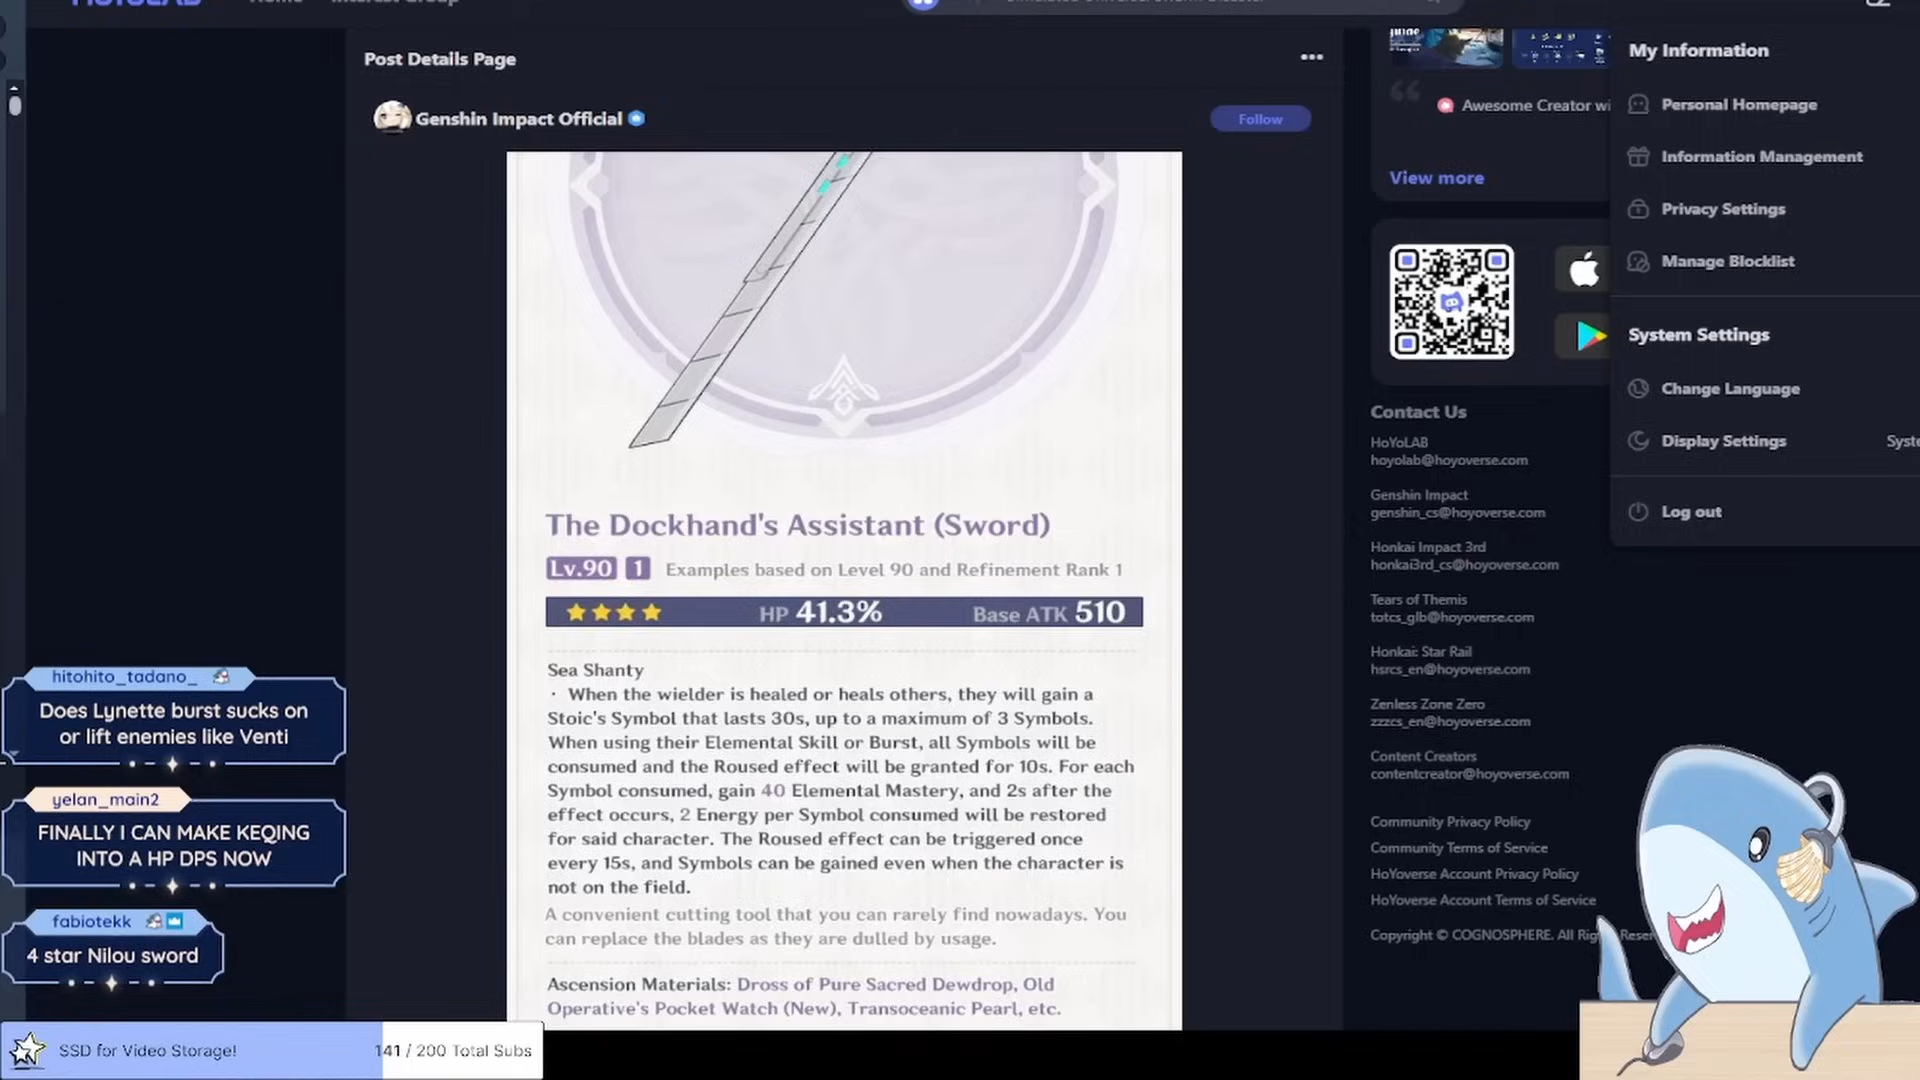 HOYOLAB
Home
Interest Group
Post Details Page
Genshin Impact Official
Follow
The Dockhand's Assistant (Sword)
Lv.90 1 Examples based on Level 90 and Refinement Rank 1
HP 41.3% Base ATK 510
Sea Shanty
· When the wielder is healed or heals others, they will gain a
Stoic's Symbol that lasts 30s, up to a maximum of 3 Symbols.
When using their Elemental Skill or Burst, all Symbols will be
consumed and the Roused effect will be granted for 10s. For each
Symbol consumed, gain 40 Elemental Mastery, and 2s after the
effect occurs, 2 Energy per Symbol consumed will be restored
for said character. The Roused effect can be triggered once
every 15s, and Symbols can be gained even when the character is
not on the field.
A convenient cutting tool that you can rarely find nowadays. You
can replace the blades as they are dulled by usage.
Ascension Materials: Dross of Pure Sacred Dewdrop, Old
Operative's Pocket Watch (New), Transoceanic Pearl, etc.
Awesome Creator wi
View more
Contact Us
HoYoLAB
hoyolab@hoyoverse.com
Genshin Impact
genshin_cs@hoyoverse.com
Honkai Impact 3rd
honkai3rd_cs@hoyoverse.com
Tears of Themis
totcs_glb@hoyoverse.com
Honkai: Star Rail
hsrcs_en@hoyoverse.com
Zenless Zone Zero
zzzcs_en@hoyoverse.com
Content Creators
contentcreator@hoyoverse.com
Community Privacy Policy
Community Terms of Service
HoYoverse Account Privacy Policy
HoYoverse Account Terms of Service
Copyright © COGNOSPHERE. All Rig Reser
My Information
Personal Homepage
Information Management
Privacy Settings
Manage Blocklist
System Settings
Change Language
Display Settings Syste
Log out
hitohito_tadano_
Does Lynette burst sucks on
or lift enemies like Venti
yelan_main2
FINALLY I CAN MAKE KEQING
INTO A HP DPS NOW
fabiotekk
4 star Nilou sword
SSD for Video Storage! 141 / 200 Total Subs